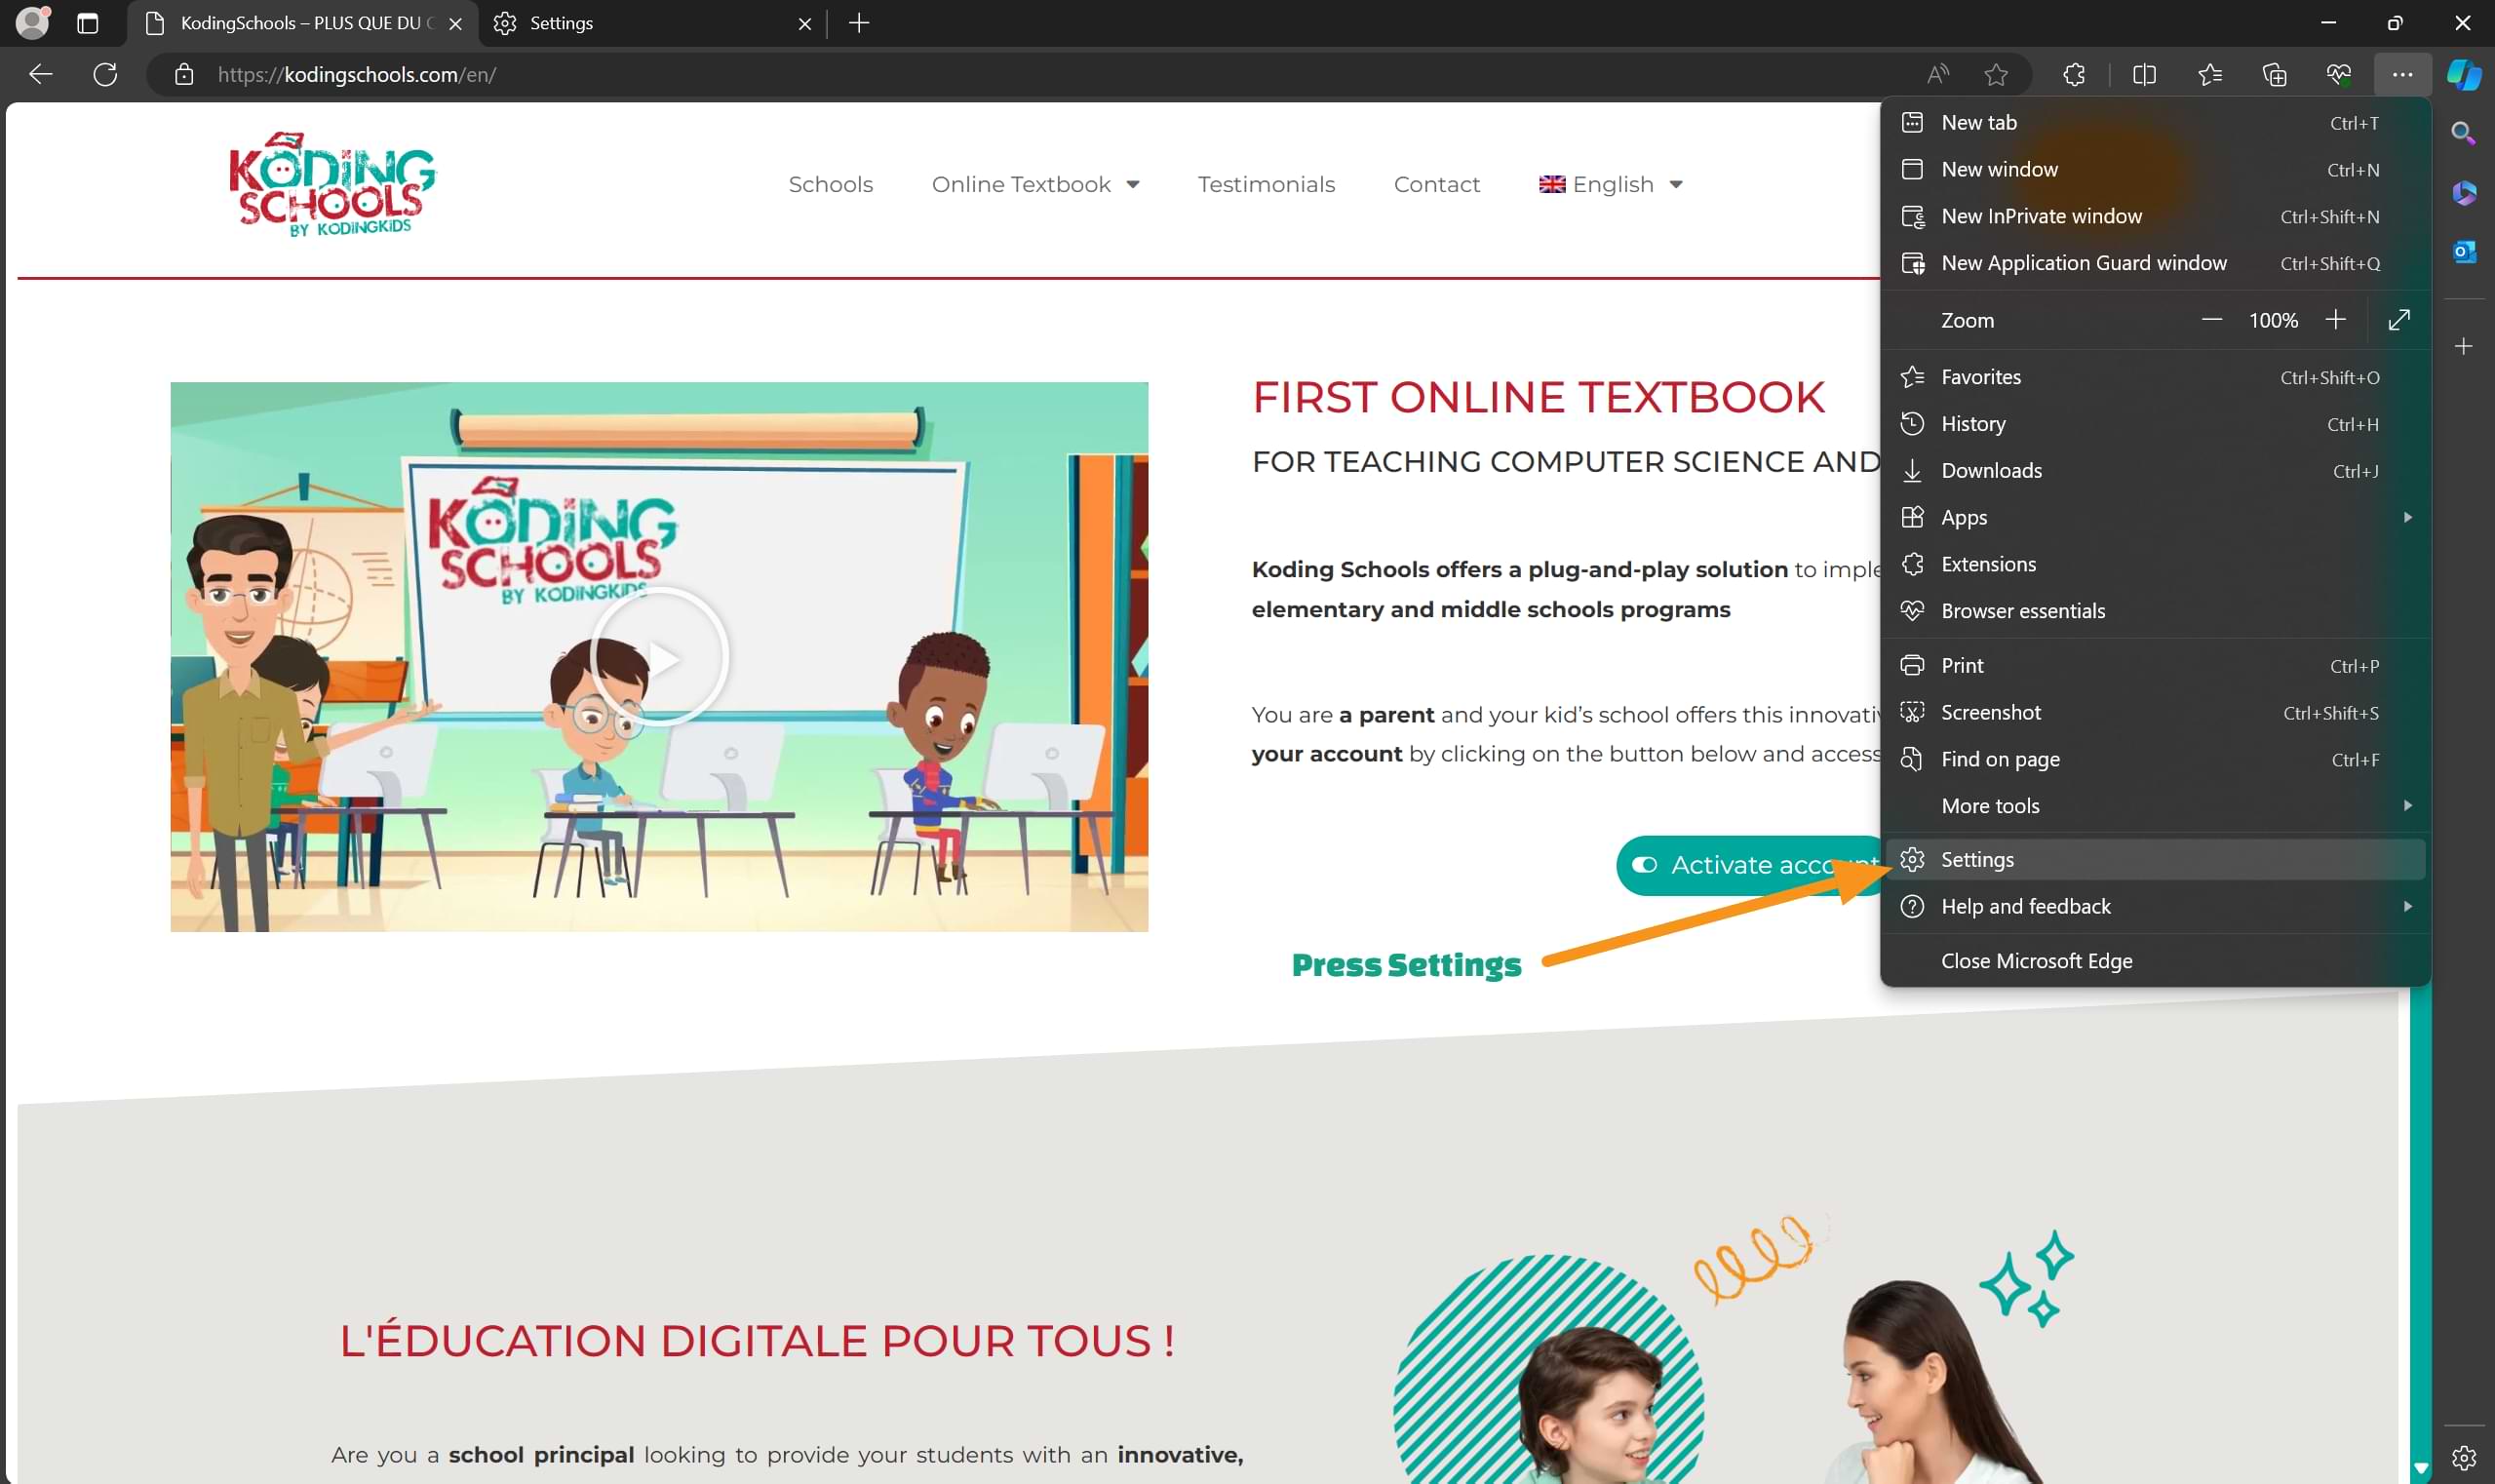 KodingSchools – PLUS QUE DU C
Settings
https://kodingschools.com/en/
KODING
SCHOOLS
BY KODINGKIDS
Schools
Online Textbook
Testimonials
Contact
English
KODING
SCHOOLS
BY KODINGKIDS
FIRST ONLINE TEXTBOOK
FOR TEACHING COMPUTER SCIENCE AND
Koding Schools offers a plug-and-play solution to imple
elementary and middle schools programs
You are a parent and your kid's school offers this innovati
your account by clicking on the button below and access
Activate account
Press Settings
New tab Ctrl+T
New window Ctrl+N
New InPrivate window Ctrl+Shift+N
New Application Guard window Ctrl+Shift+Q
Zoom 100%
Favorites Ctrl+Shift+O
History Ctrl+H
Downloads Ctrl+J
Apps
Extensions
Browser essentials
Print Ctrl+P
Screenshot Ctrl+Shift+S
Find on page Ctrl+F
More tools
Settings
Help and feedback
Close Microsoft Edge
L'ÉDUCATION DIGITALE POUR TOUS !
Are you a school principal looking to provide your students with an innovative,